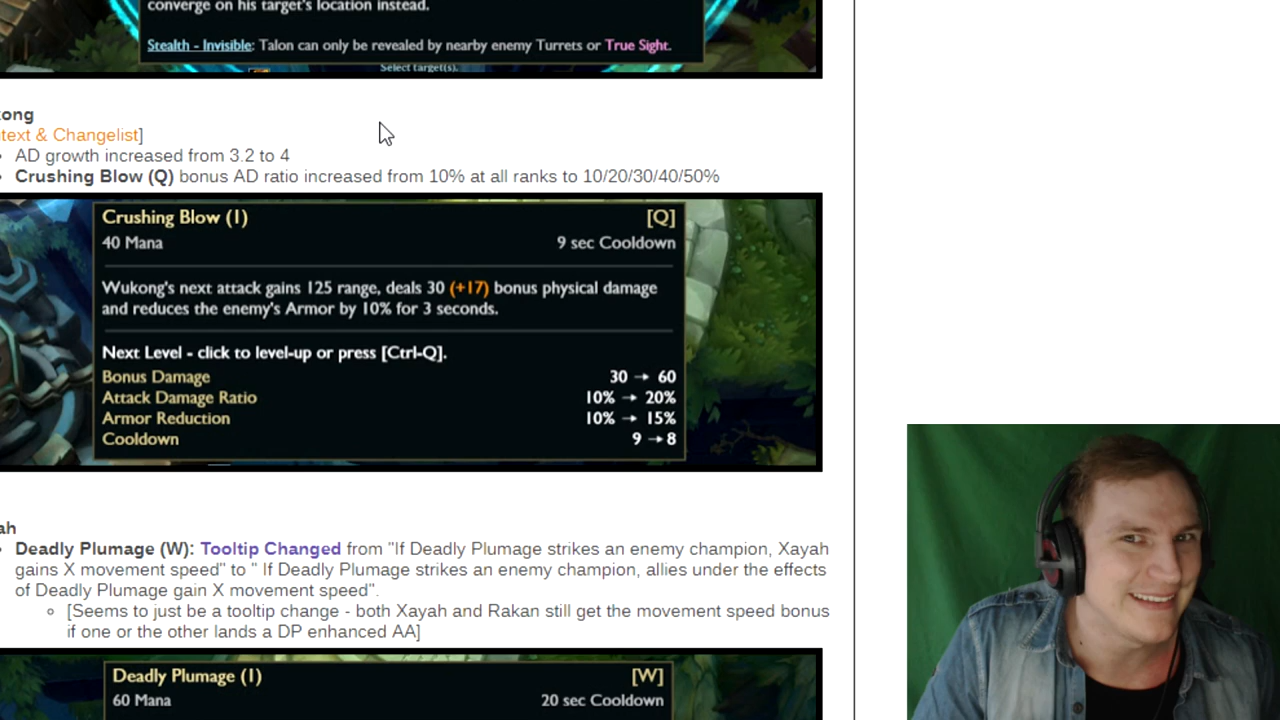 converge on his target's location instead.
Stealth - Invisible: Talon can only be revealed by nearby enemy Turrets or True Sight.
Select target(s).
kong
text & Changelist]
• AD growth increased from 3.2 to 4
• Crushing Blow (Q) bonus AD ratio increased from 10% at all ranks to 10/20/30/40/50%
Crushing Blow (1) [Q]
40 Mana 9 sec Cooldown
Wukong's next attack gains 125 range, deals 30 (+17) bonus physical damage
and reduces the enemy's Armor by 10% for 3 seconds.
Next Level - click to level-up or press [Ctrl-Q].
Bonus Damage 30 → 60
Attack Damage Ratio 10% → 20%
Armor Reduction 10% → 15%
Cooldown 9 → 8
ah
• Deadly Plumage (W): Tooltip Changed from "If Deadly Plumage strikes an enemy champion, Xayah
gains X movement speed" to " If Deadly Plumage strikes an enemy champion, allies under the effects
of Deadly Plumage gain X movement speed".
○ [Seems to just be a tooltip change - both Xayah and Rakan still get the movement speed bonus
if one or the other lands a DP enhanced AA]
Deadly Plumage (1) [W]
60 Mana 20 sec Cooldown